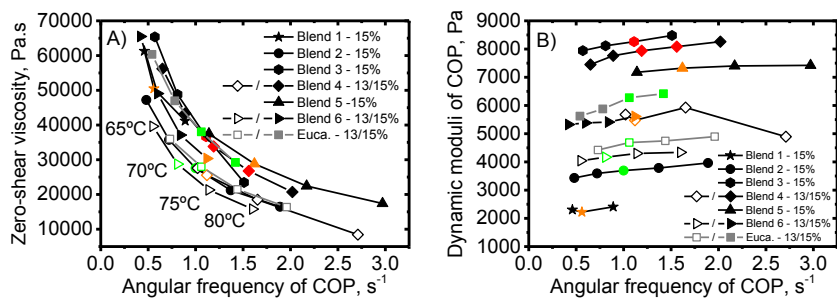 A)
Zero-shear viscosity, Pa.s
70000
60000
50000
40000
30000
20000
10000
0
0.0 0.5 1.0 1.5 2.0 2.5 3.0
Angular frequency of COP, s⁻¹
Blend 1 - 15%
Blend 2 - 15%
Blend 3 - 15%
/ Blend 4 - 13/15%
Blend 5 -15%
/ Blend 6 - 13/15%
/ Euca. - 13/15%
65ºC
70ºC
75ºC
80ºC
B)
Dynamic moduli of COP, Pa
9000
8000
7000
6000
5000
4000
3000
2000
1000
0.0 0.5 1.0 1.5 2.0 2.5 3.0
Angular frequency of COP, s⁻¹
Blend 1 - 15%
Blend 2 - 15%
Blend 3 - 15%
/ Blend 4 - 13/15%
Blend 5 - 15%
/ Blend 6 - 13/15%
/ Euca. - 13/15%